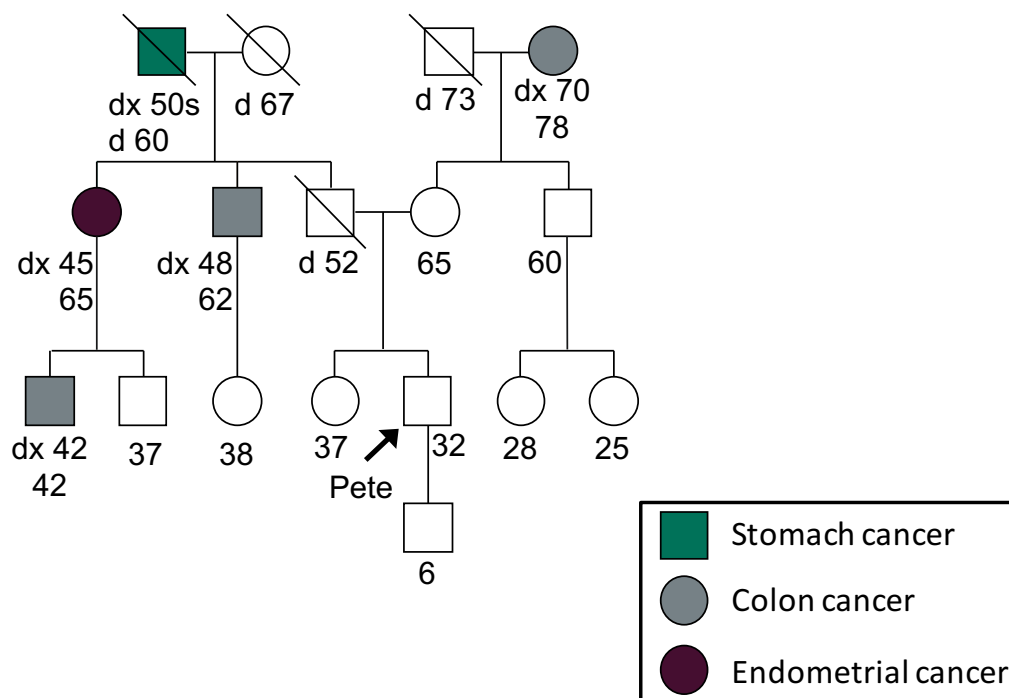 dx 50s
d 60
d 67
d 73
dx 70
78
dx 45
65
dx 48
62
d 52
65
60
dx 42
42
37
38
37
32
28
25
Pete
6
Stomach cancer
Colon cancer
Endometrial cancer